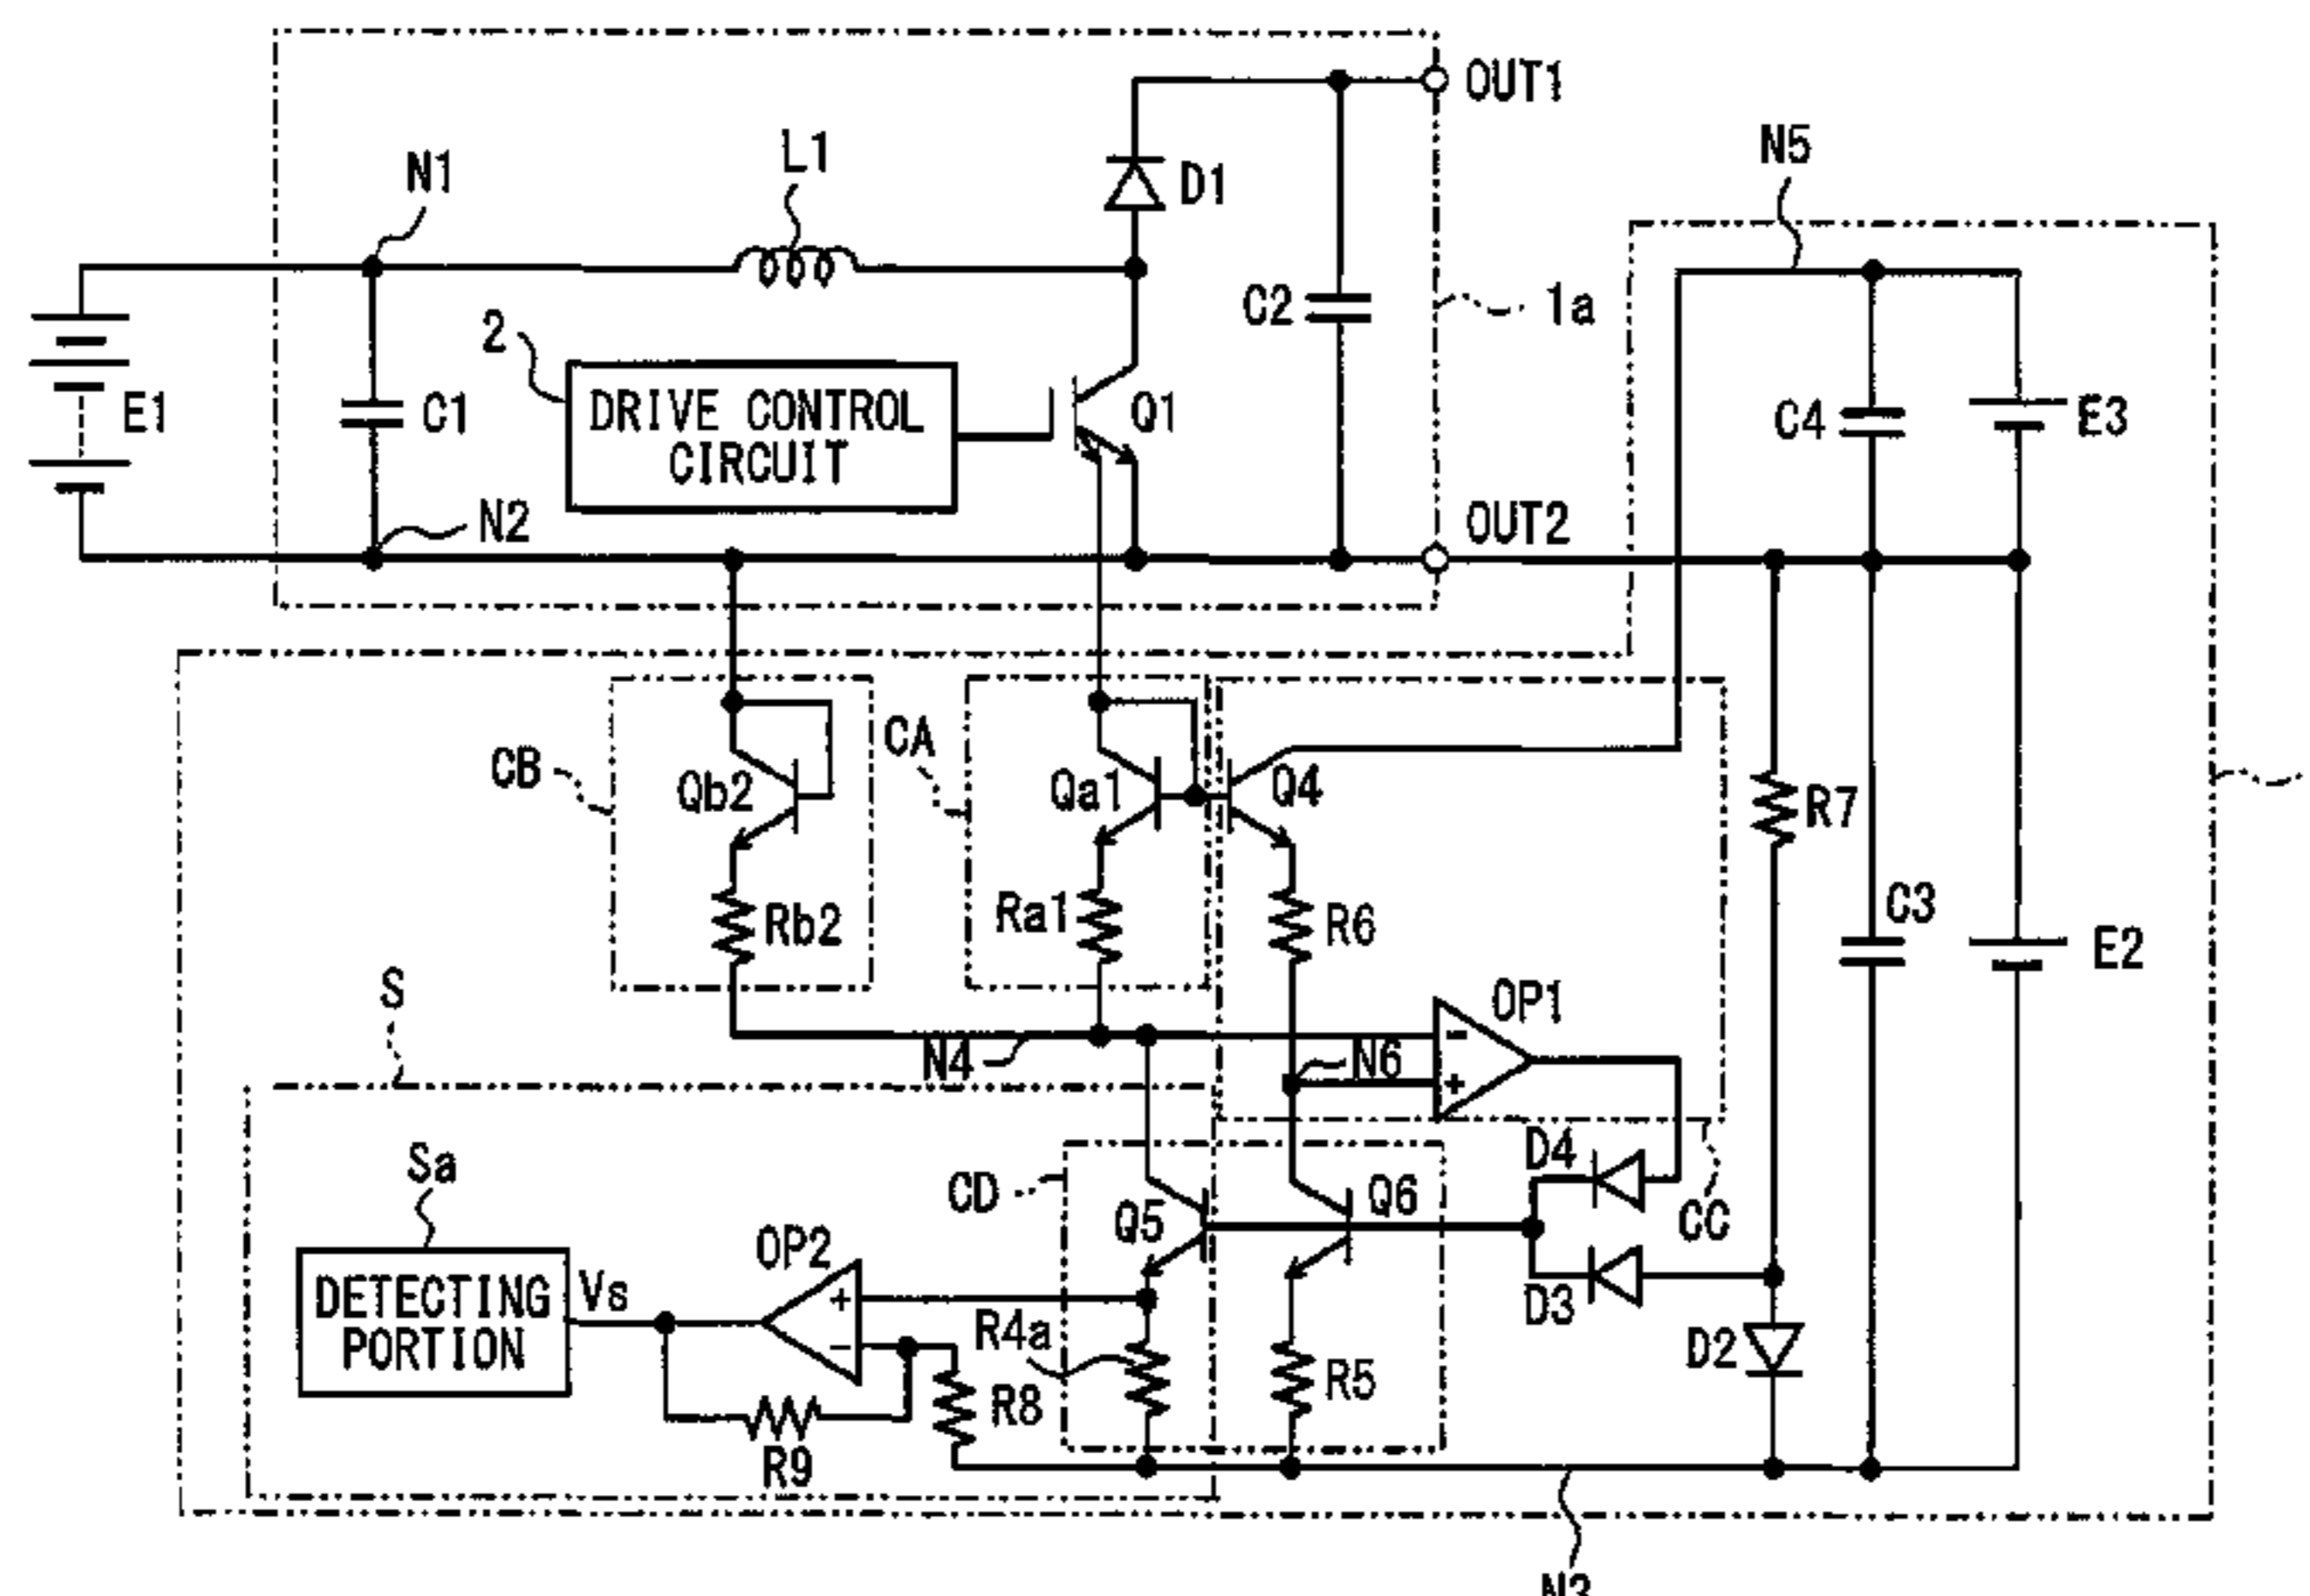 OUT1
N5
L1
N1
D1
C2
1a
2
E1
C1
DRIVE CONTROL
CIRCUIT
Q1
C4
E3
N2
OUT2
CB
Qb2
CA
Qa1
Q4
R7
Rb2
Ra1
R6
C3
E2
S
OP1
N4
N6
Sa
CD
Q5
Q6
D4
CC
OP2
DETECTING
PORTION
Vs
R4a
D3
D2
R8
R5
R9
N3